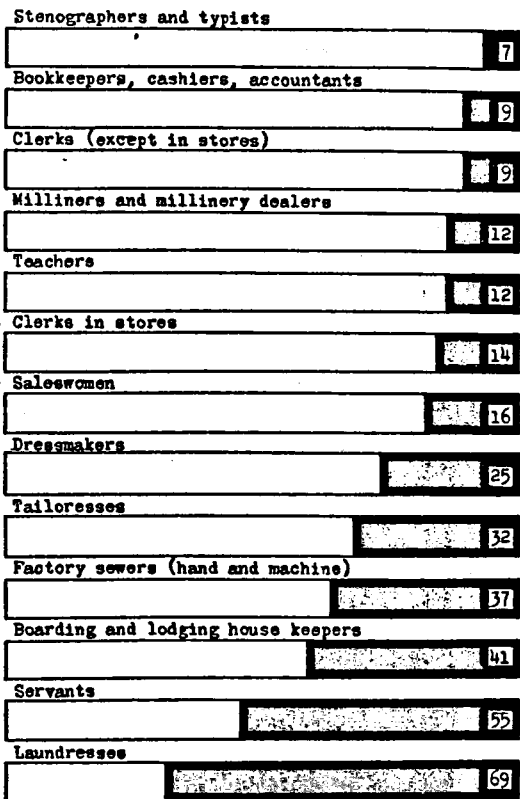 Stenographers and typists
7
Bookkeepers, cashiers, accountants
9
Clerks (except in stores)
9
Milliners and millinery dealers
12
Teachers
12
Clerks in stores
14
Saleswomen
16
Dressmakers
25
Tailoresses
32
Factory sewers (hand and machine)
37
Boarding and lodging house keepers
41
Servants
55
Laundresses
69